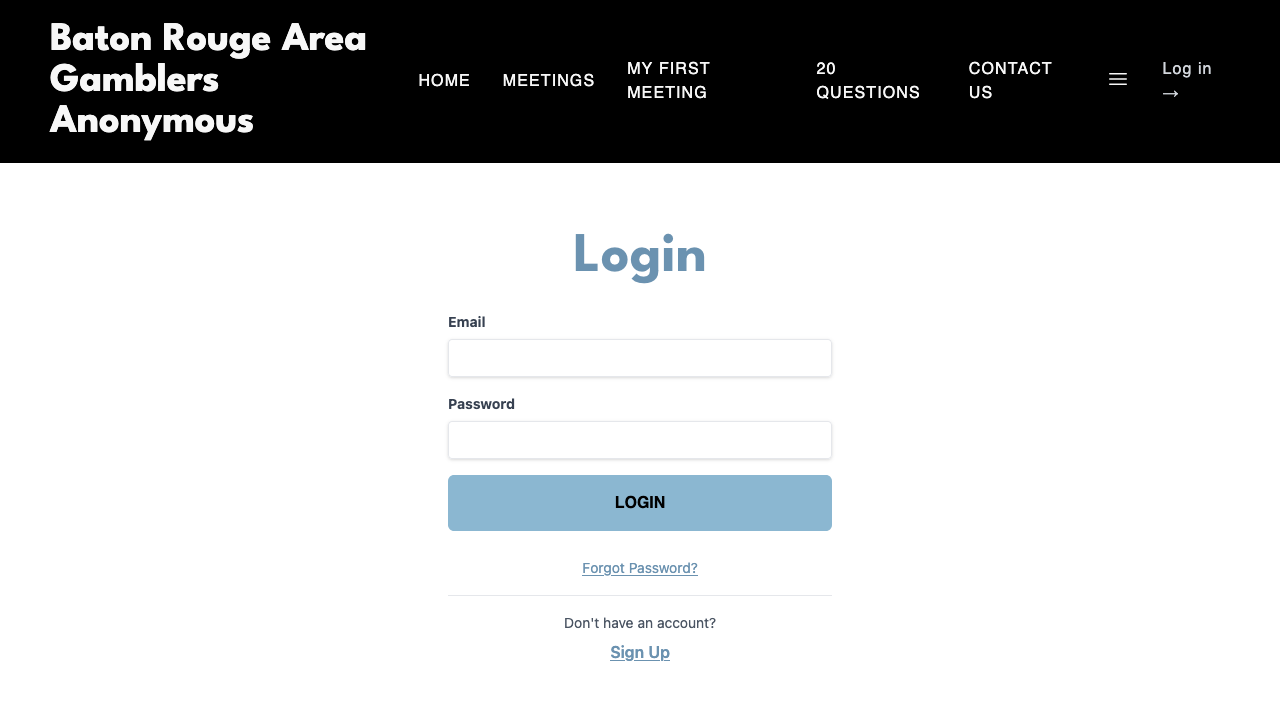 Baton Rouge Area
Gamblers
Anonymous
HOME
MEETINGS
MY FIRST
MEETING
20
QUESTIONS
CONTACT
US
Log in
→
Login
Email
Password
LOGIN
Forgot Password?
Don't have an account?
Sign Up